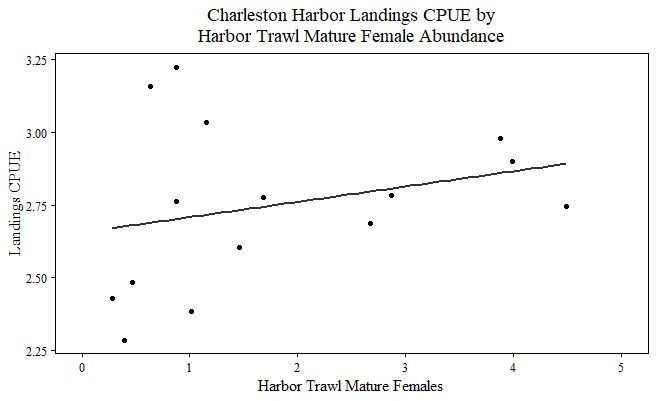 Charleston Harbor Landings CPUE by
Harbor Trawl Mature Female Abundance
Landings CPUE
3.25
3.00
2.75
2.50
2.25
0 1 2 3 4 5
Harbor Trawl Mature Females